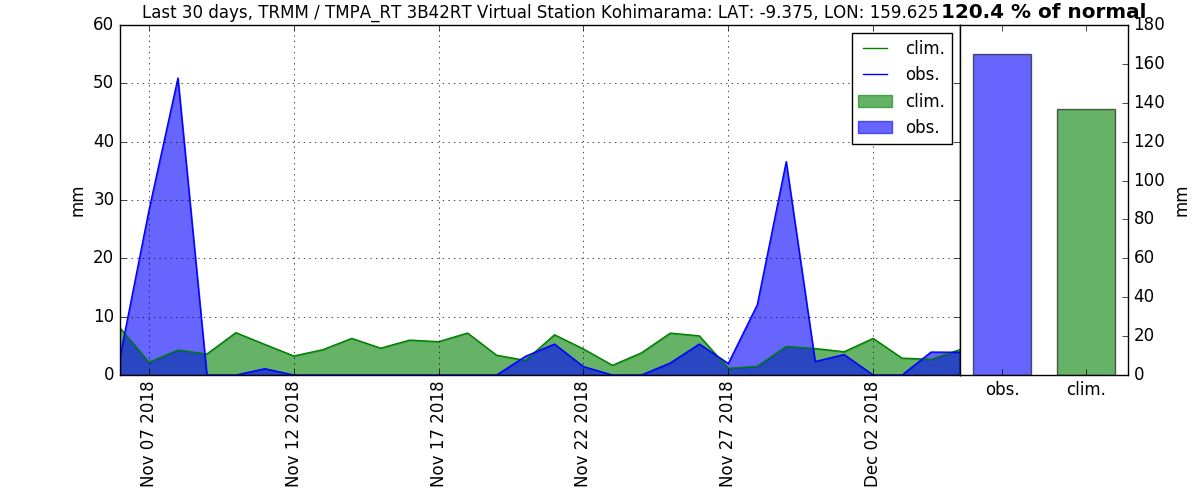 Last 30 days, TRMM / TMPA_RT 3B42RT Virtual Station Kohimarama: LAT: -9.375, LON: 159.625 120.4 % of normal
60
50
40
30
20
10
0
mm
clim.
obs.
clim.
obs.
Nov 07 2018
Nov 12 2018
Nov 17 2018
Nov 22 2018
Nov 27 2018
Dec 02 2018
180
160
140
120
100
80
60
40
20
0
mm
obs.
clim.